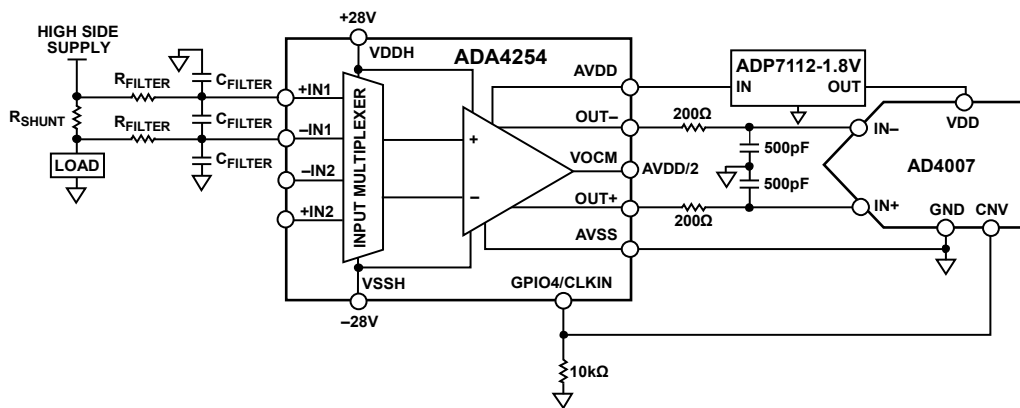 +28V
HIGH SIDE
SUPPLY
VDDH
ADA4254
AVDD
ADP7112-1.8V
IN
OUT
RFILTER
CFILTER
+IN1
OUT–
200Ω
IN–
VDD
RSHUNT
RFILTER
CFILTER
–IN1
+
500pF
AD4007
LOAD
CFILTER
–IN2
INPUT MULTIPLEXER
VOCM
AVDD/2
500pF
+IN2
–
OUT+
200Ω
IN+
GND
CNV
AVSS
VSSH
GPIO4/CLKIN
–28V
10kΩ